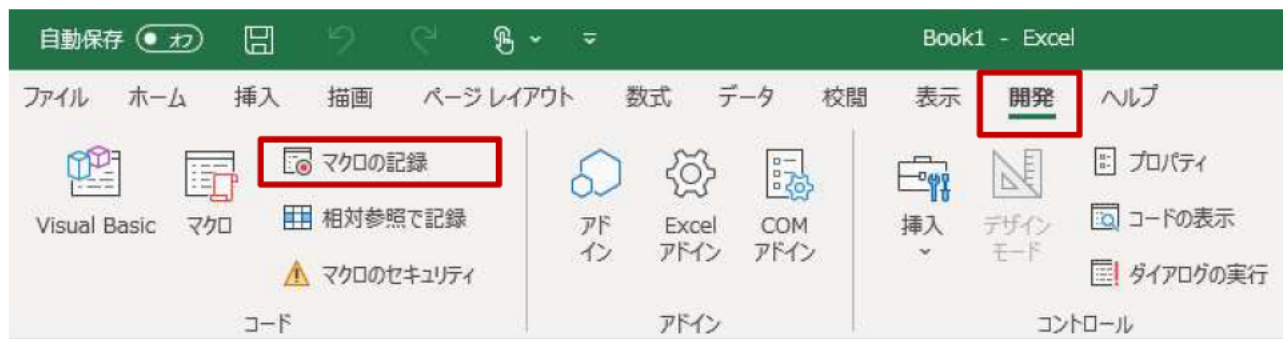 自動保存 オフ Book1 - Excel
ファイル ホーム 挿入 描画 ページ レイアウト 数式 データ 校閲 表示 開発 ヘルプ
Visual Basic
マクロ
マクロの記録
相対参照で記録
マクロのセキュリティ
コード
アド
イン
Excel
アドイン
COM
アドイン
アドイン
挿入
デザイン
モード
プロパティ
コードの表示
ダイアログの実行
コントロール